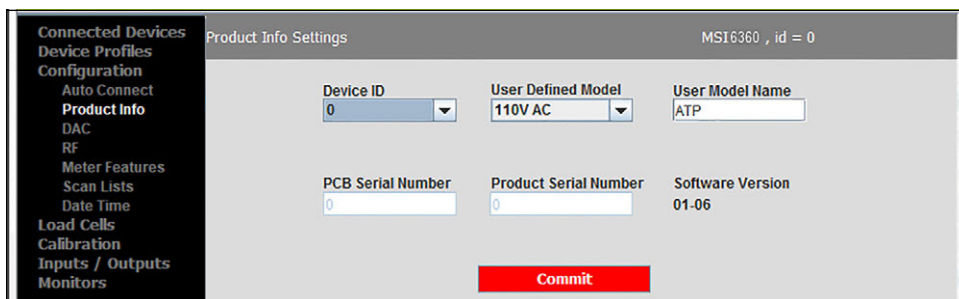 Connected Devices
Device Profiles
Configuration
Auto Connect
Product Info
DAC
RF
Meter Features
Scan Lists
Date Time
Load Cells
Calibration
Inputs / Outputs
Monitors
Product Info Settings
MSI6360 , id = 0
Device ID
User Defined Model
User Model Name
0
110V AC
ATP
PCB Serial Number
Product Serial Number
Software Version
0
0
01-06
Commit